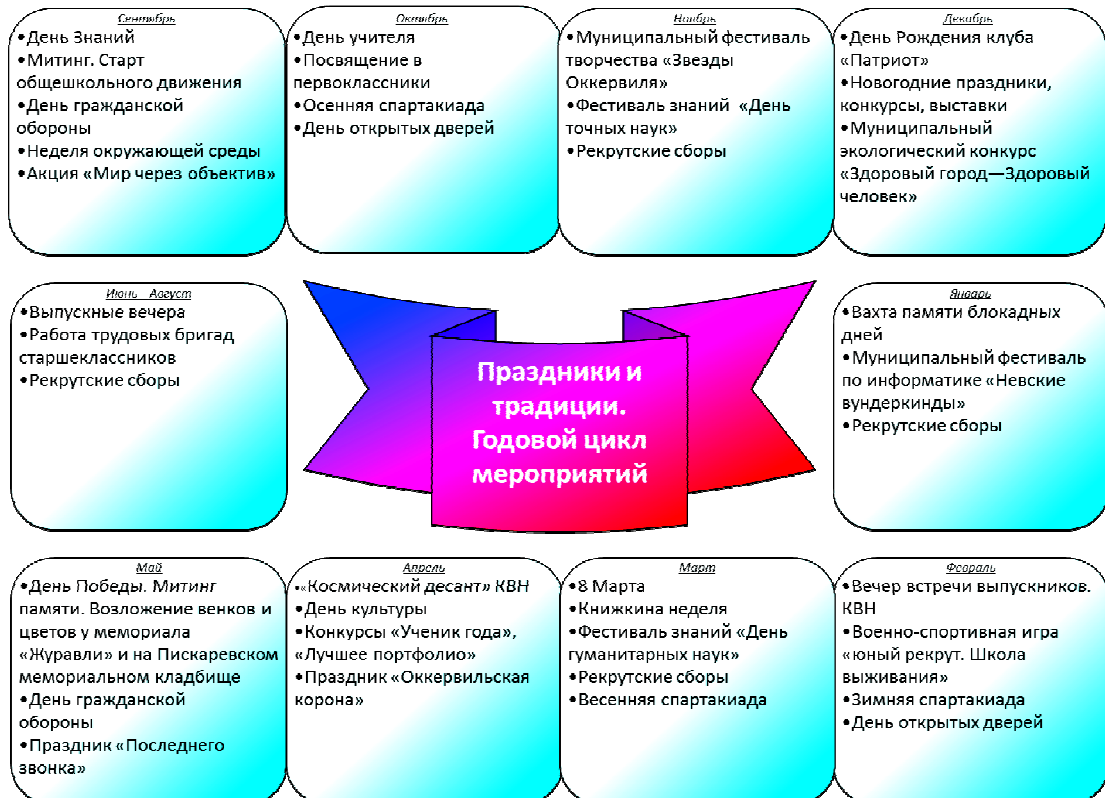 Сентябрь
•День Знаний
•Митинг. Старт
общешкольного движения
•День гражданской
обороны
•Неделя окружающей среды
•Акция «Мир через объектив»
Октябрь
•День учителя
•Посвящение в
первоклассники
•Осенняя спартакиада
•День открытых дверей
Ноябрь
•Муниципальный фестиваль
творчества «Звезды
Оккервиля»
•Фестиваль знаний «День
точных наук»
•Рекрутские сборы
Декабрь
•День Рождения клуба
«Патриот»
•Новогодние праздники,
конкурсы, выставки
•Муниципальный
экологический конкурс
«Здоровый город—Здоровый
человек»
Июнь Август
•Выпускные вечера
•Работа трудовых бригад
старшеклассников
•Рекрутские сборы
Праздники и
традиции.
Годовой цикл
мероприятий
Январь
•Вахта памяти блокадных
дней
•Муниципальный фестиваль
по информатике «Невские
вундеркинды»
•Рекрутские сборы
Май
•День Победы. Митинг
памяти. Возложение венков и
цветов у мемориала
«Журавли» и на Пискаревском
мемориальном кладбище
•День гражданской
обороны
•Праздник «Последнего
звонка»
Апрель
•«Космический десант» КВН
•День культуры
•Конкурсы «Ученик года»,
«Лучшее портфолио»
•Праздник «Оккервильская
корона»
Март
•8 Марта
•Книжкина неделя
•Фестиваль знаний «День
гуманитарных наук»
•Рекрутские сборы
•Весенняя спартакиада
Февраль
•Вечер встречи выпускников.
КВН
•Военно-спортивная игра
«юный рекрут. Школа
выживания»
•Зимняя спартакиада
•День открытых дверей